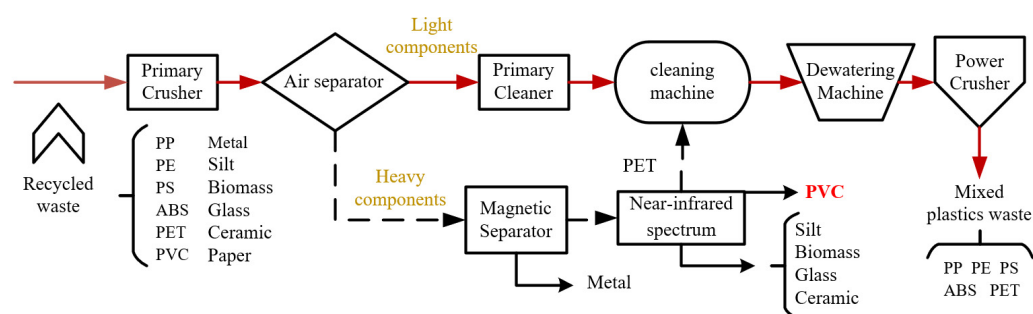 Light
components
Primary
Crusher
Air separator
Primary
Cleaner
cleaning
machine
Dewatering
Machine
Power
Crusher
Recycled
waste
PP Metal
PE Silt
PS Biomass
ABS Glass
PET Ceramic
PVC Paper
Heavy
components
Magnetic
Separator
Metal
PET
Near-infrared
spectrum
PVC
Silt
Biomass
Glass
Ceramic
Mixed
plastics waste
PP PE PS
ABS PET